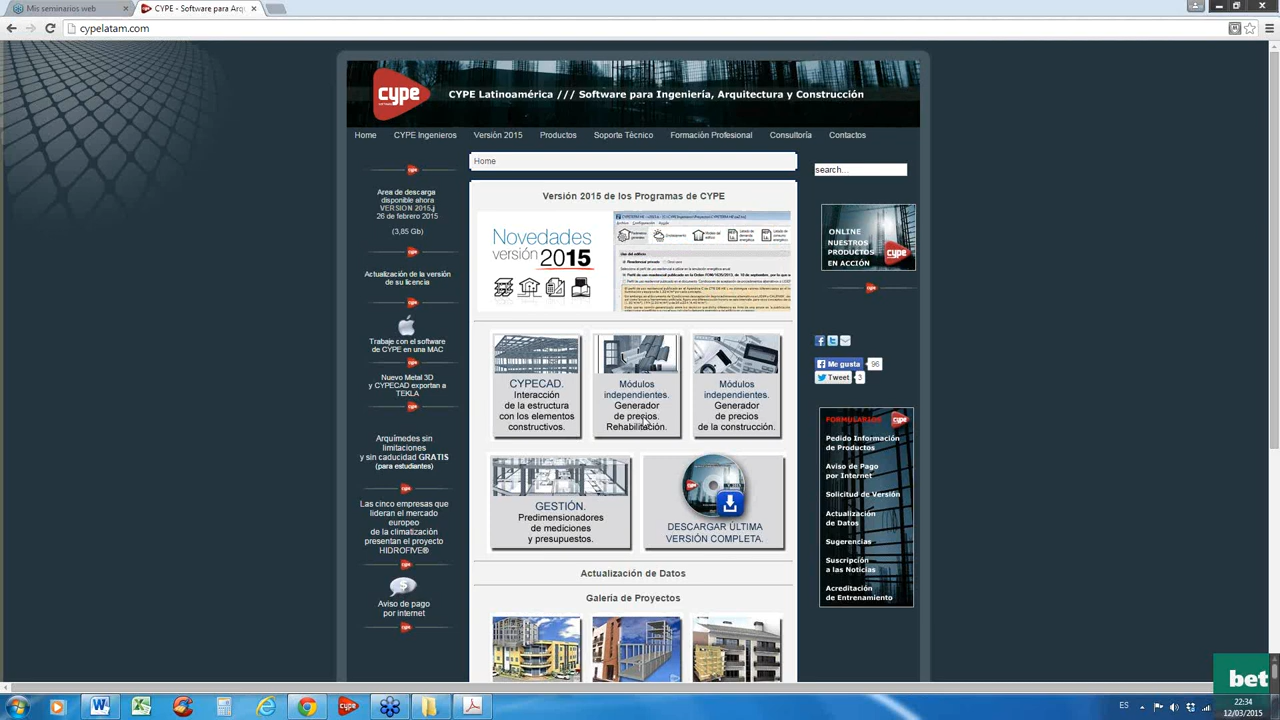 Mis seminarios web
CYPE - Software para Arq
cypelatam.com
cype
CYPE Latinoamérica /// Software para Ingeniería, Arquitectura y Construcción
Home
CYPE Ingenieros
Versión 2015
Productos
Soporte Técnico
Formación Profesional
Consultoría
Contactos
Area de descarga
disponible ahora
VERSION 2015.j
26 de febrero 2015
(3,85 Gb)
Actualización de la versión
de su licencia
Trabaje con el software
de CYPE en una MAC
Nuevo Metal 3D
y CYPECAD exportan a
TEKLA
Arquímedes sin
limitaciones
y sin caducidad GRATIS
(para estudiantes)
Las cinco empresas que
lideran el mercado
europeo
de la climatización
presentan el proyecto
HIDROFIVE®
Aviso de pago
por internet
Home
Versión 2015 de los Programas de CYPE
Novedades
versión 2015
CYPECAD.
Interacción
de la estructura
con los elementos
constructivos.
Módulos
independientes.
Generador
de precios.
Rehabilitación.
Módulos
independientes.
Generador
de precios
de la construcción.
GESTIÓN.
Predimensionadores
de mediciones
y presupuestos.
DESCARGAR ÚLTIMA
VERSIÓN COMPLETA.
Actualización de Datos
Galería de Proyectos
search...
ONLINE
NUESTROS
PRODUCTOS
EN ACCIÓN
cype
Me gusta
96
Tweet
3
FORMULARIOS
cype
Pedido Información
de Productos
Aviso de Pago
por Internet
Solicitud de Versión
Actualización
de Datos
Sugerencias
Suscripción
a las Noticias
Acreditación
de Entrenamiento
bet
ES
22:34
12/03/2015